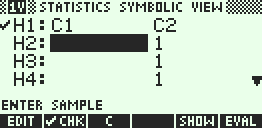 1V STATISTICS SYMBOLIC VIEW
✓H1: C1 C2
H2: 1
H3: 1
H4: 1
ENTER SAMPLE
EDIT ✓CHK C SHOW EVAL